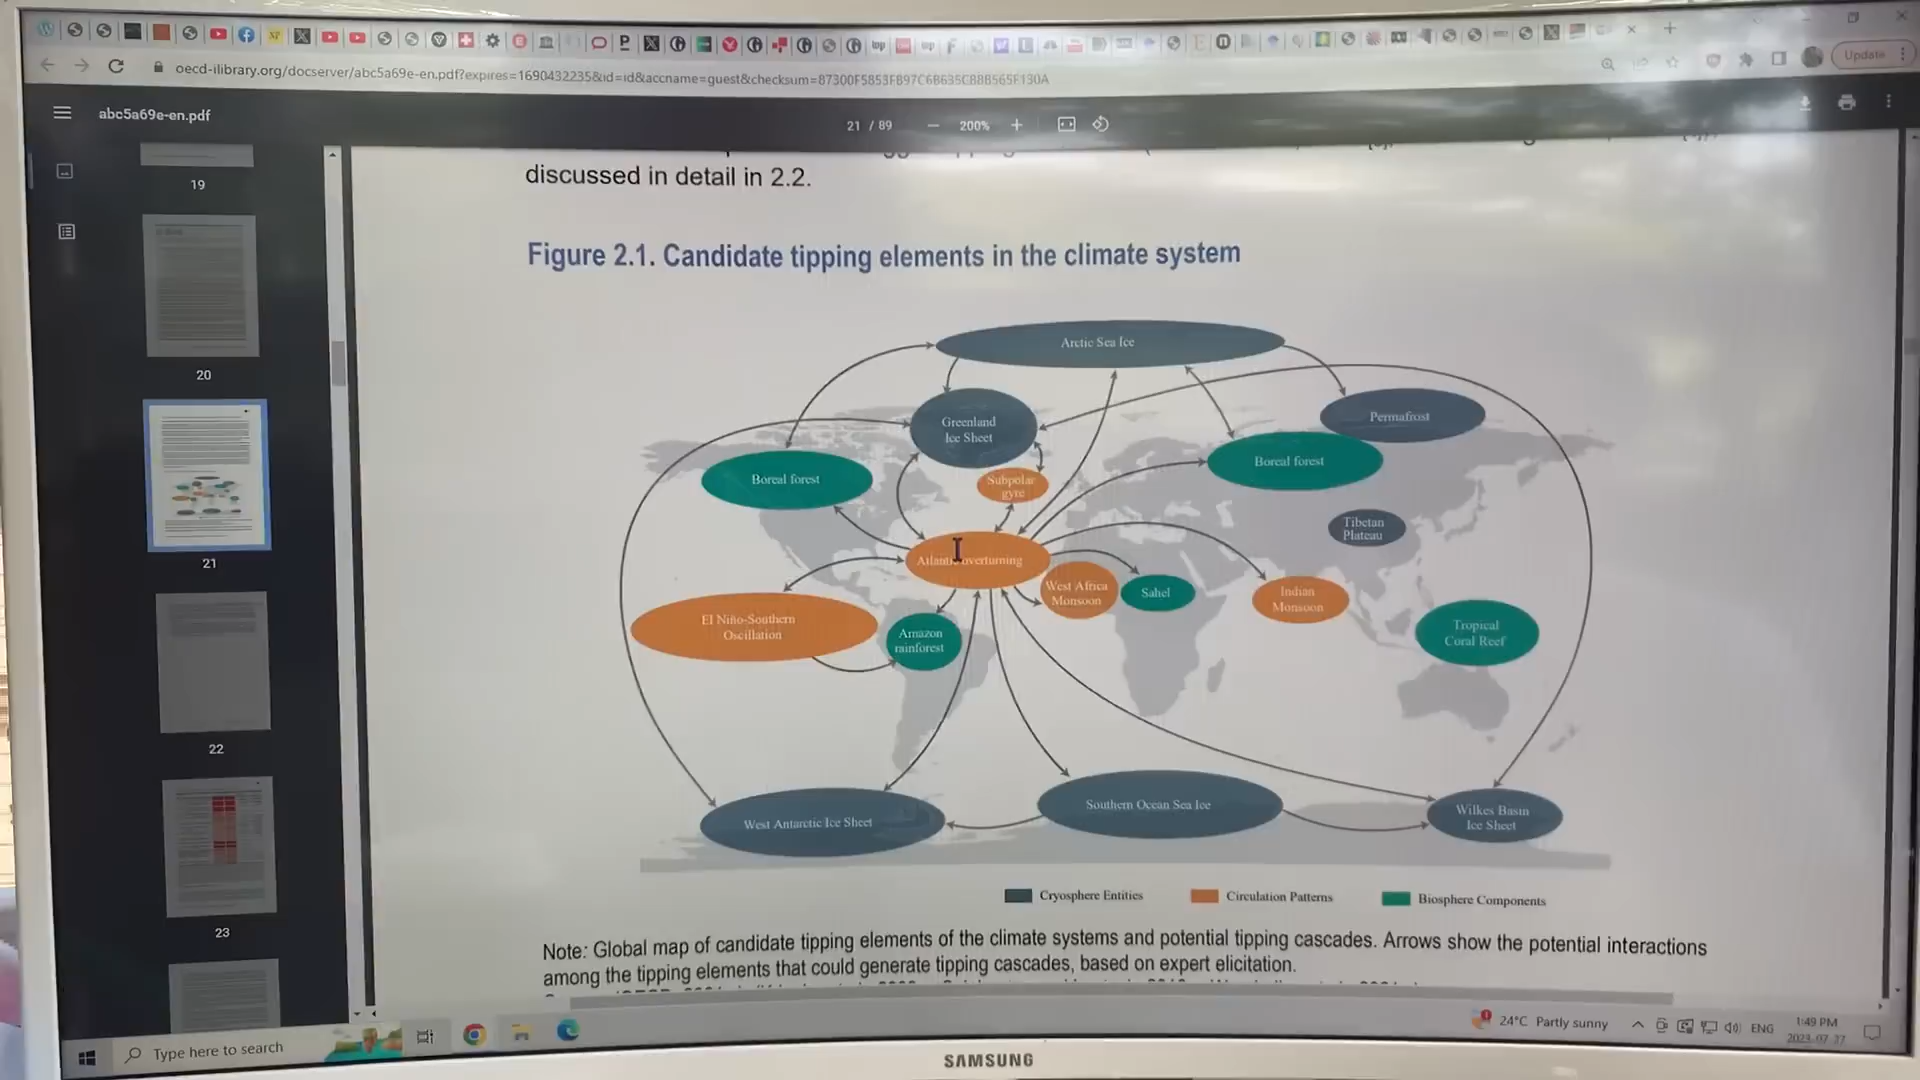 oecd-ilibrary.org/docserver/abc5a69e-en.pdf?expires=1690432235&id=id&accname=guest&checksum=87300F5853FB97C6B635CB8B565F130A
Update
abc5a69e-en.pdf
21 / 89
200%
19
20
21
22
23
discussed in detail in 2.2.
Figure 2.1. Candidate tipping elements in the climate system
Arctic Sea Ice
Greenland
Ice Sheet
Permafrost
Boreal forest
Boreal forest
Subpolar
gyre
Tibetan
Plateau
Atlantic overturning
West Africa
Monsoon
Sahel
Indian
Monsoon
El Niño-Southern
Oscillation
Amazon
rainforest
Tropical
Coral Reef
West Antarctic Ice Sheet
Southern Ocean Sea Ice
Wilkes Basin
Ice Sheet
Cryosphere Entities
Circulation Patterns
Biosphere Components
Note: Global map of candidate tipping elements of the climate systems and potential tipping cascades. Arrows show the potential interactions
among the tipping elements that could generate tipping cascades, based on expert elicitation.
Type here to search
24°C Partly sunny
ENG
1:49 PM
2023-07-27
SAMSUNG